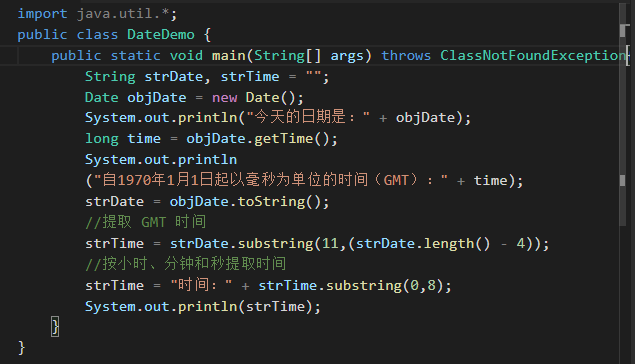 import java.util.*;
public class DateDemo {
public static void main(String[] args) throws ClassNotFoundException
String strDate, strTime = "";
Date objDate = new Date();
System.out.println("今天的日期是：" + objDate);
long time = objDate.getTime();
System.out.println
("自1970年1月1日起以毫秒为单位的时间（GMT）：" + time);
strDate = objDate.toString();
//提取 GMT 时间
strTime = strDate.substring(11,(strDate.length() - 4));
//按小时、分钟和秒提取时间
strTime = "时间：" + strTime.substring(0,8);
System.out.println(strTime);
}
}